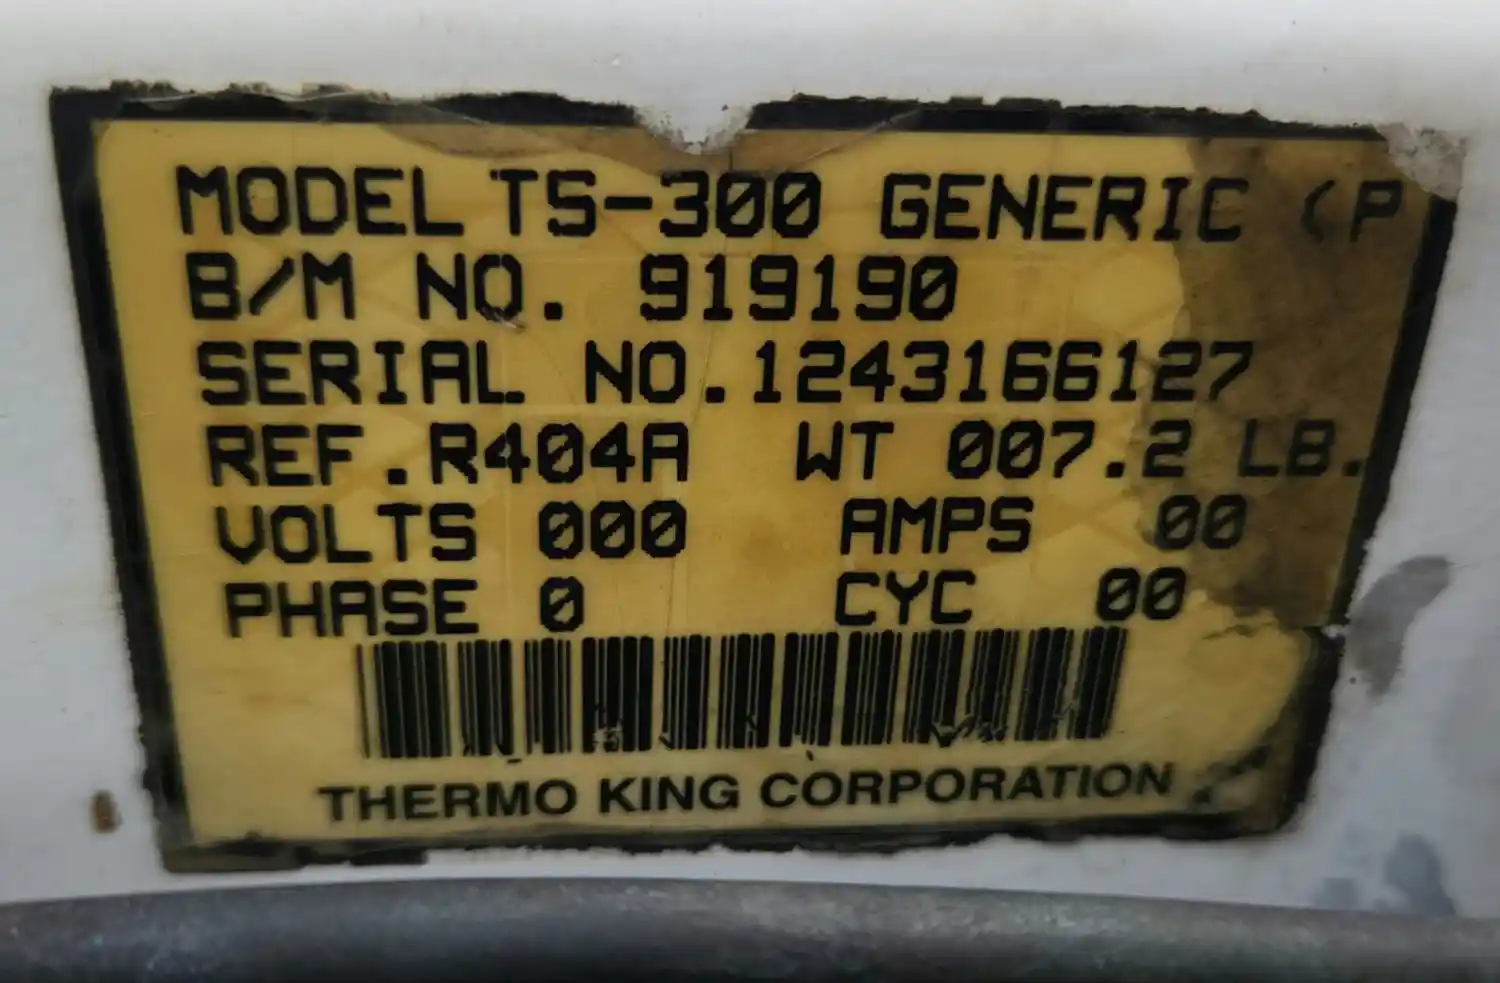 MODEL TS-300 GENERIC (P
B/M NO. 919190
SERIAL NO.1243166127
REF.R404A WT 007.2 LB.
VOLTS 000 AMPS 00
PHASE 0 CYC 00
THERMO KING CORPORATION